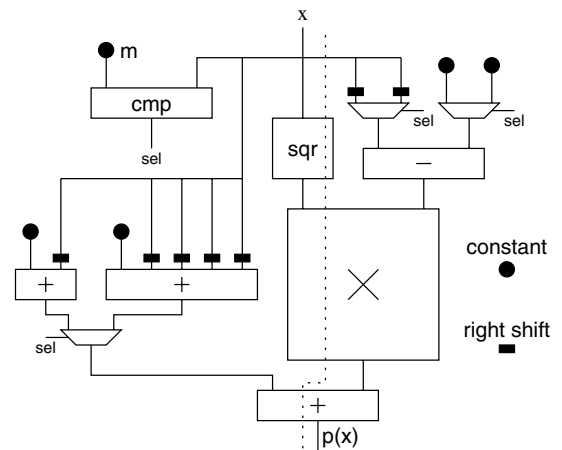 x
m
cmp
sel
sel
sel
sqr
−
constant
+
+
×
right shift
sel
+
p(x)